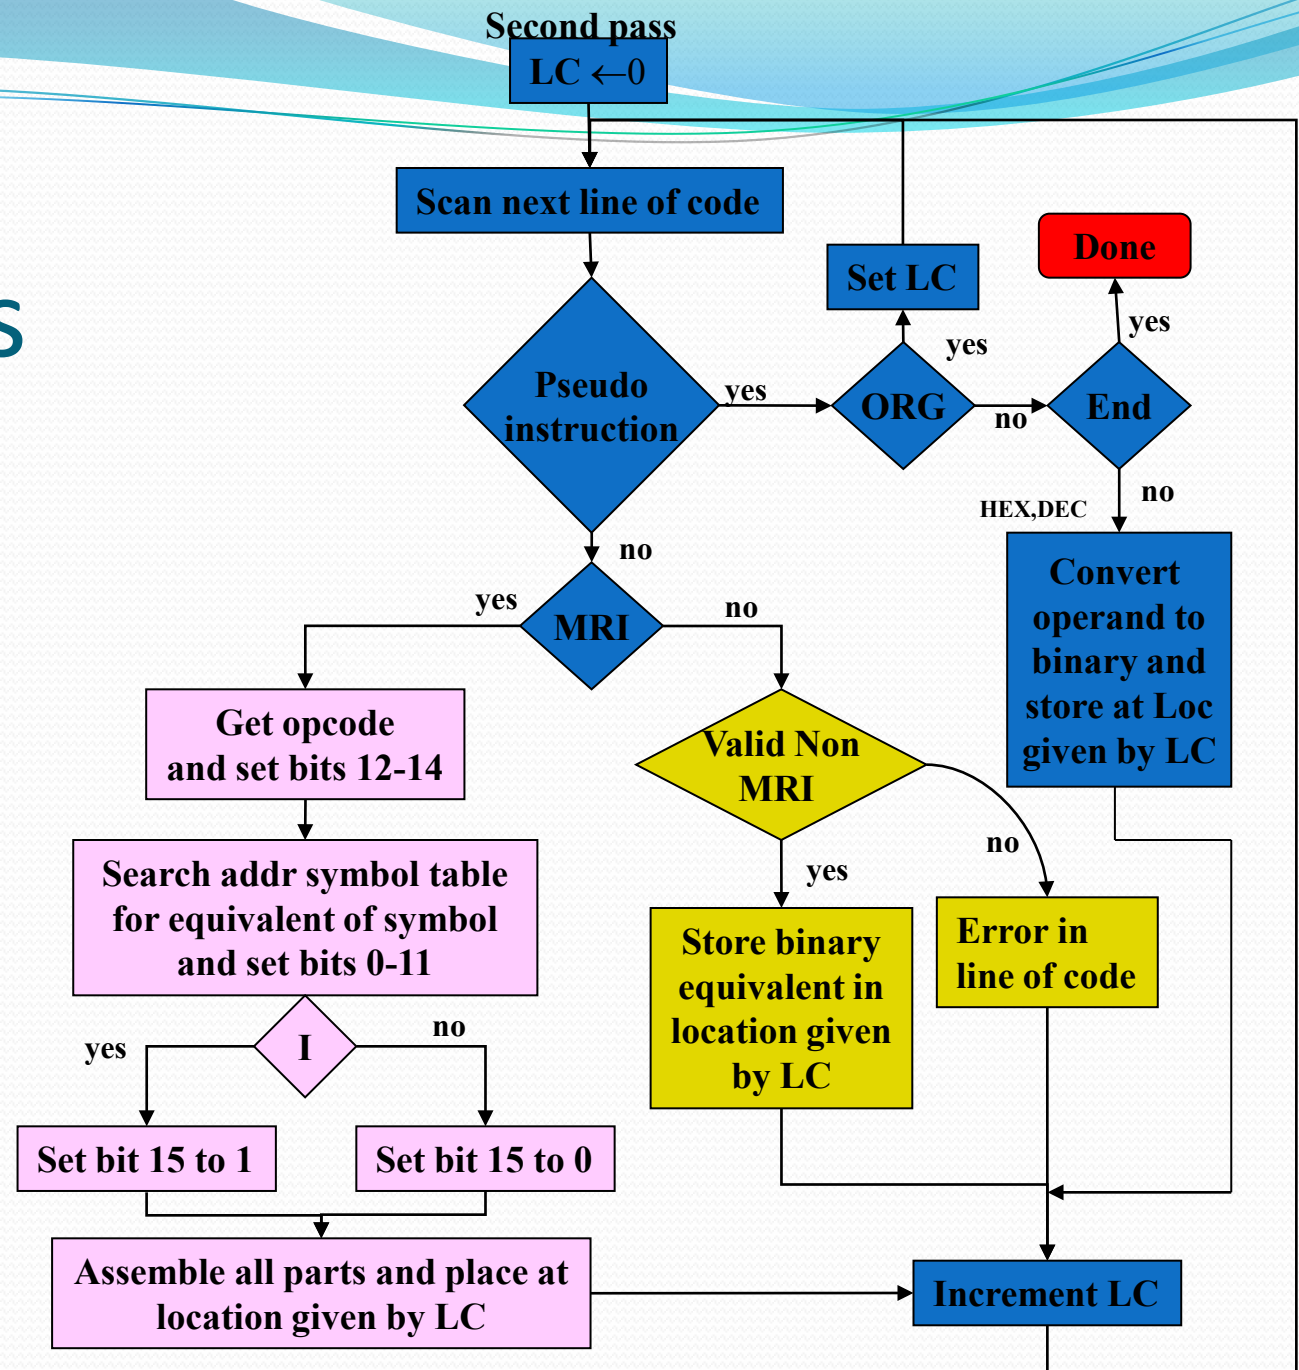 Second pass
LC ←0
Scan next line of code
Done
Set LC
s
yes
yes
Pseudo
instruction
yes
ORG
no
End
no
HEX,DEC
no
Convert
operand to
binary and
store at Loc
given by LC
yes
MRI
no
Get opcode
and set bits 12-14
Valid Non
MRI
no
yes
Search addr symbol table
for equivalent of symbol
and set bits 0-11
Store binary
equivalent in
location given
by LC
Error in
line of code
yes
I
no
Set bit 15 to 1
Set bit 15 to 0
Assemble all parts and place at
location given by LC
Increment LC